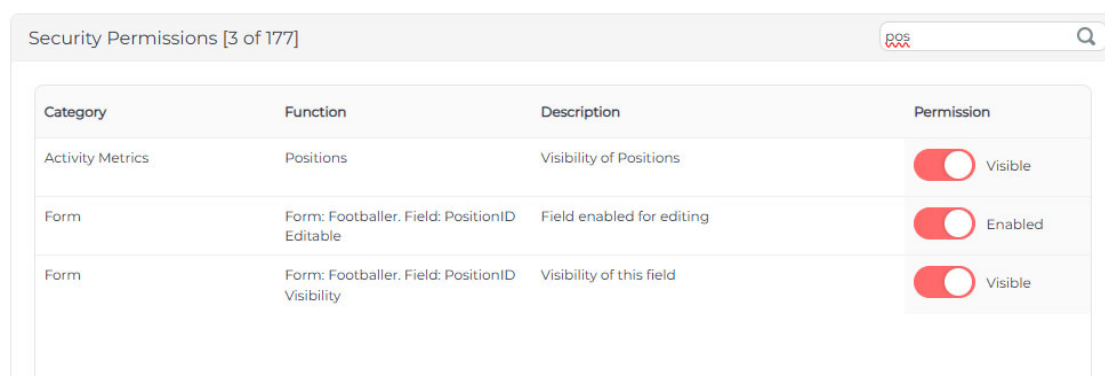 Security Permissions [3 of 177]
pos
Category Function Description Permission
Activity Metrics Positions Visibility of Positions Visible
Form Form: Footballer. Field: PositionID Field enabled for editing Enabled
Editable
Form Form: Footballer. Field: PositionID Visibility of this field Visible
Visibility